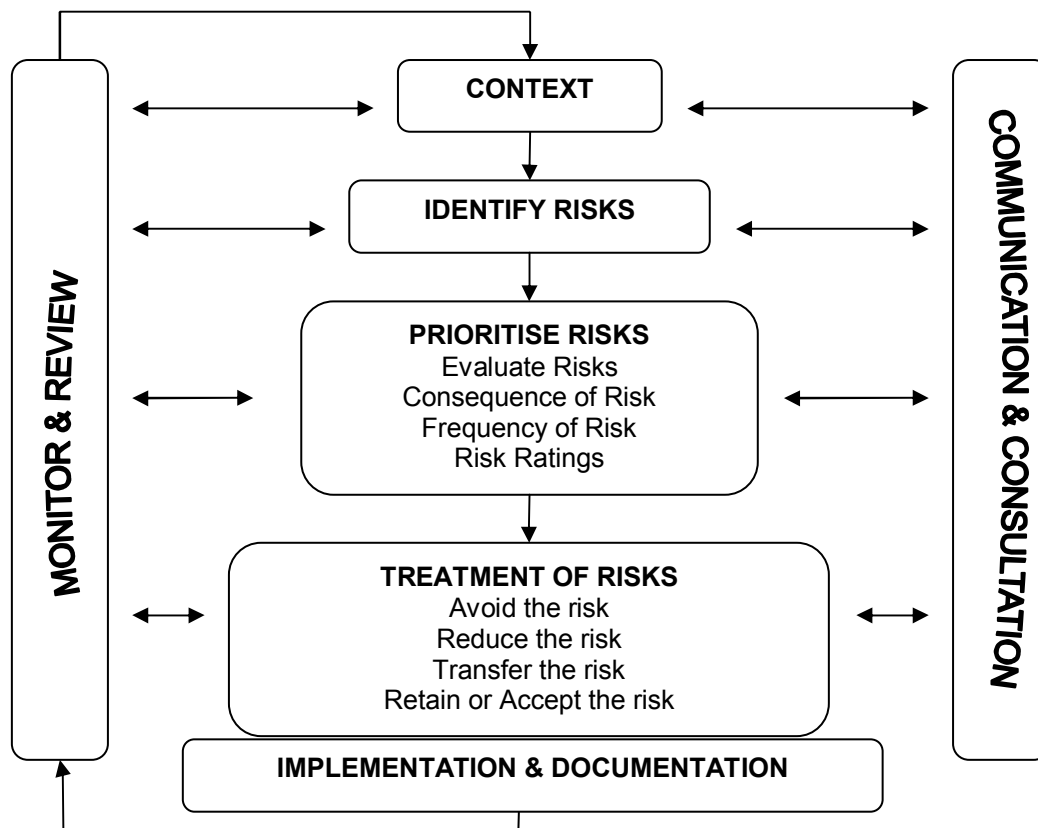 CONTEXT
IDENTIFY RISKS
PRIORITISE RISKS
Evaluate Risks
Consequence of Risk
Frequency of Risk
Risk Ratings
TREATMENT OF RISKS
Avoid the risk
Reduce the risk
Transfer the risk
Retain or Accept the risk
IMPLEMENTATION & DOCUMENTATION
MONITOR & REVIEW
COMMUNICATION & CONSULTATION